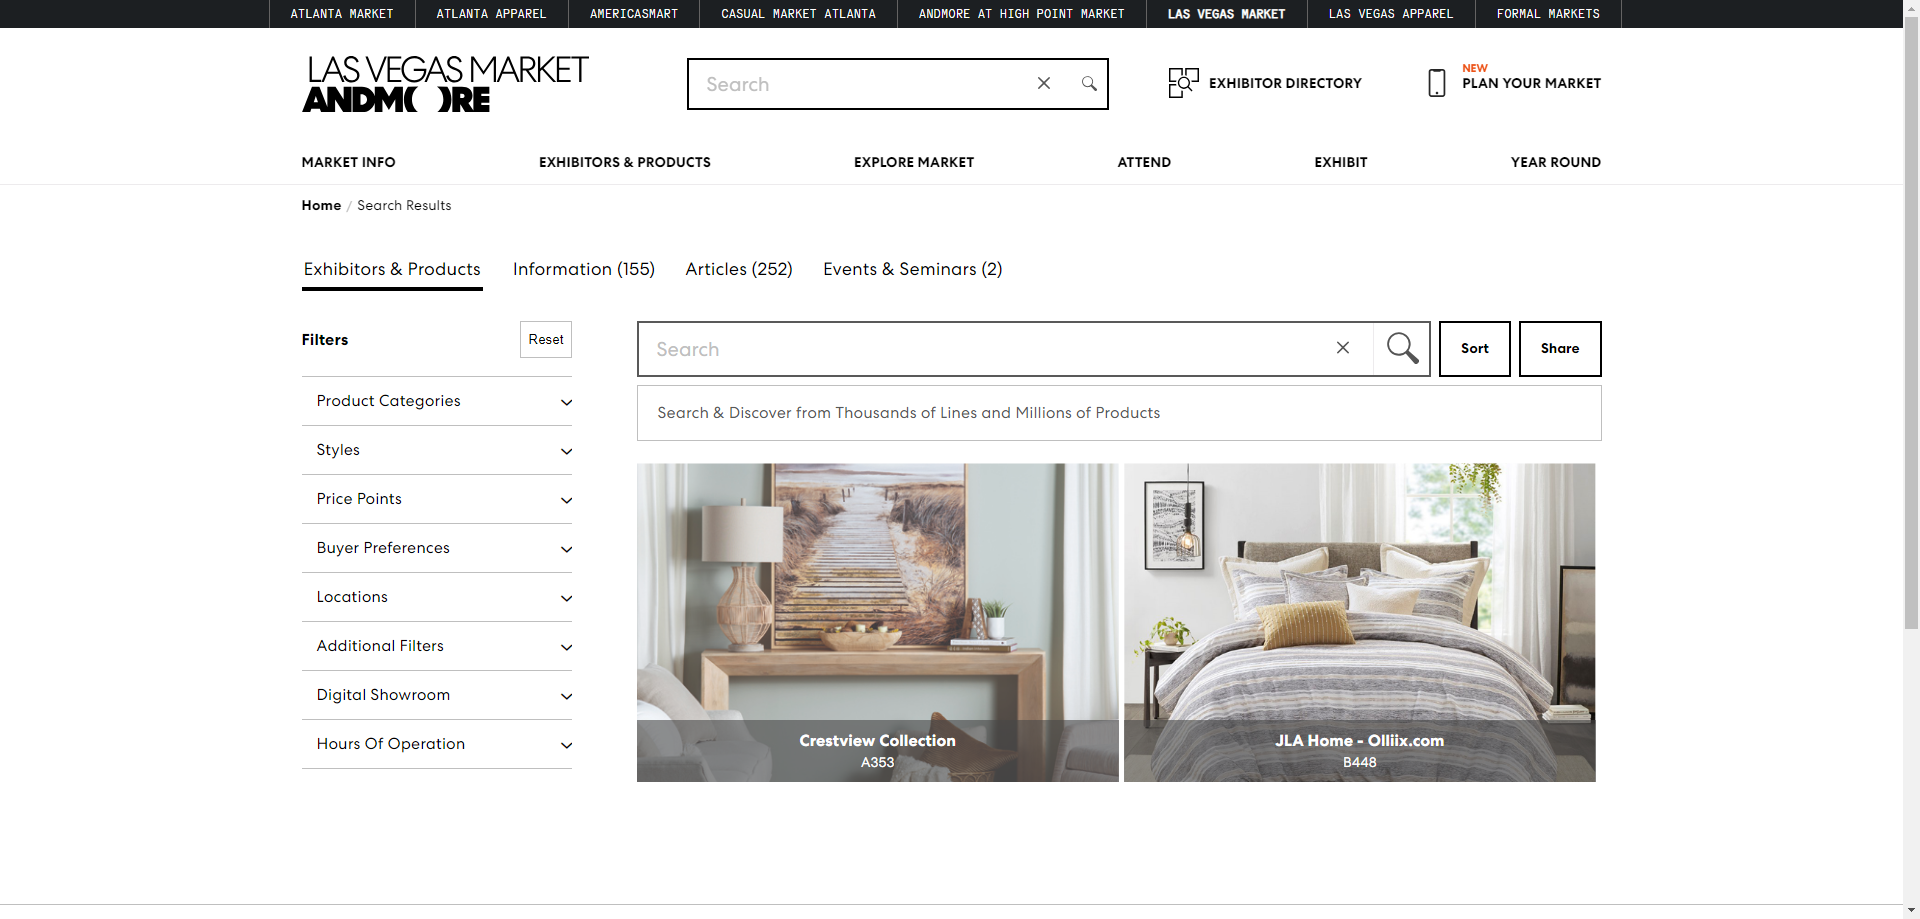 ATLANTA MARKET
ATLANTA APPAREL
AMERICASMART
CASUAL MARKET ATLANTA
ANDMORE AT HIGH POINT MARKET
LAS VEGAS MARKET
LAS VEGAS APPAREL
FORMAL MARKETS
LAS VEGAS MARKET
ANDMORE
Search
EXHIBITOR DIRECTORY
NEW
PLAN YOUR MARKET
MARKET INFO
EXHIBITORS & PRODUCTS
EXPLORE MARKET
ATTEND
EXHIBIT
YEAR ROUND
Home / Search Results
Exhibitors & Products
Information (155)
Articles (252)
Events & Seminars (2)
Filters
Reset
Product Categories
Styles
Price Points
Buyer Preferences
Locations
Additional Filters
Digital Showroom
Hours Of Operation
Search
Sort
Share
Search & Discover from Thousands of Lines and Millions of Products
Crestview Collection
A353
JLA Home - Olliix.com
B448